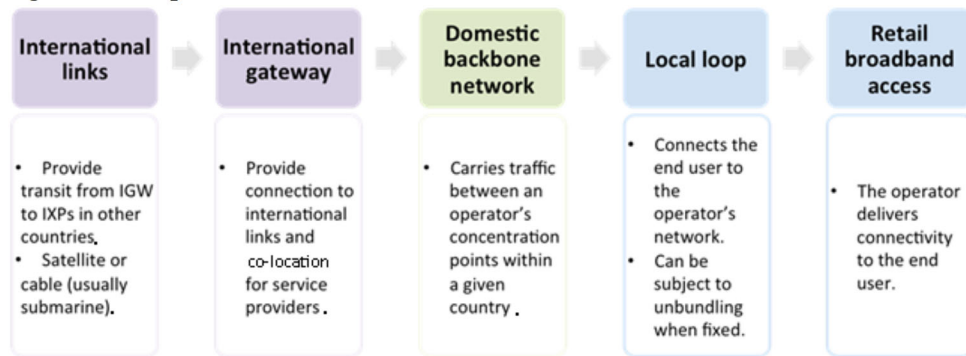 International
links
International
gateway
Domestic
backbone
network
Local loop
Retail
broadband
access
• Provide
transit from IGW
to IXPs in other
countries.
• Satellite or
cable (usually
submarine).
• Provide
connection to
international
links and
co-location
for service
providers.
• Carries traffic
between an
operator's
concentration
points within
a given
country .
• Connects the
end user to
the
operator's
network.
• Can be
subject to
unbundling
when fixed.
• The operator
delivers
connectivity
to the end
user.